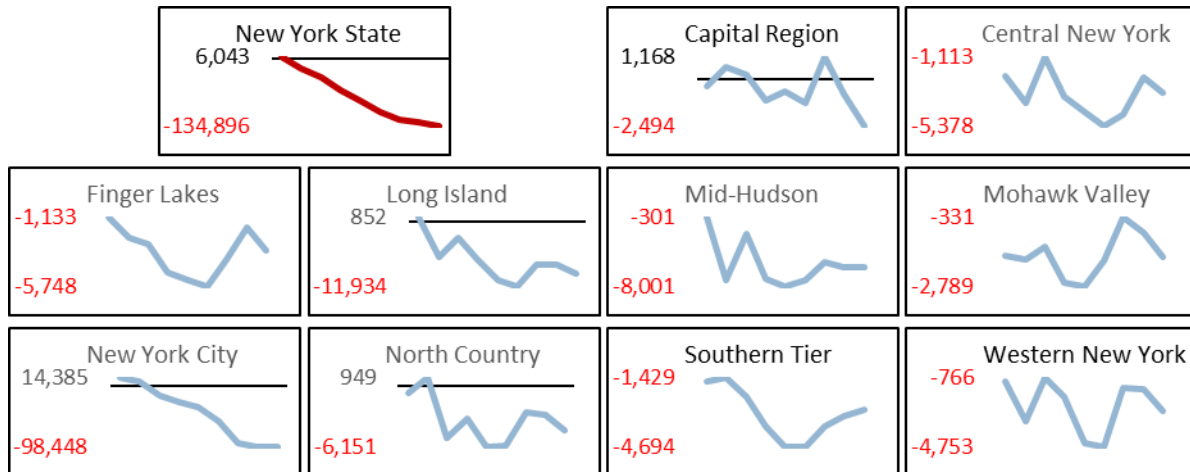 New York State
6,043
-134,896
Capital Region
1,168
-2,494
Central New York
-1,113
-5,378
Finger Lakes
-1,133
-5,748
Long Island
852
-11,934
Mid-Hudson
-301
-8,001
Mohawk Valley
-331
-2,789
New York City
14,385
-98,448
North Country
949
-6,151
Southern Tier
-1,429
-4,694
Western New York
-766
-4,753